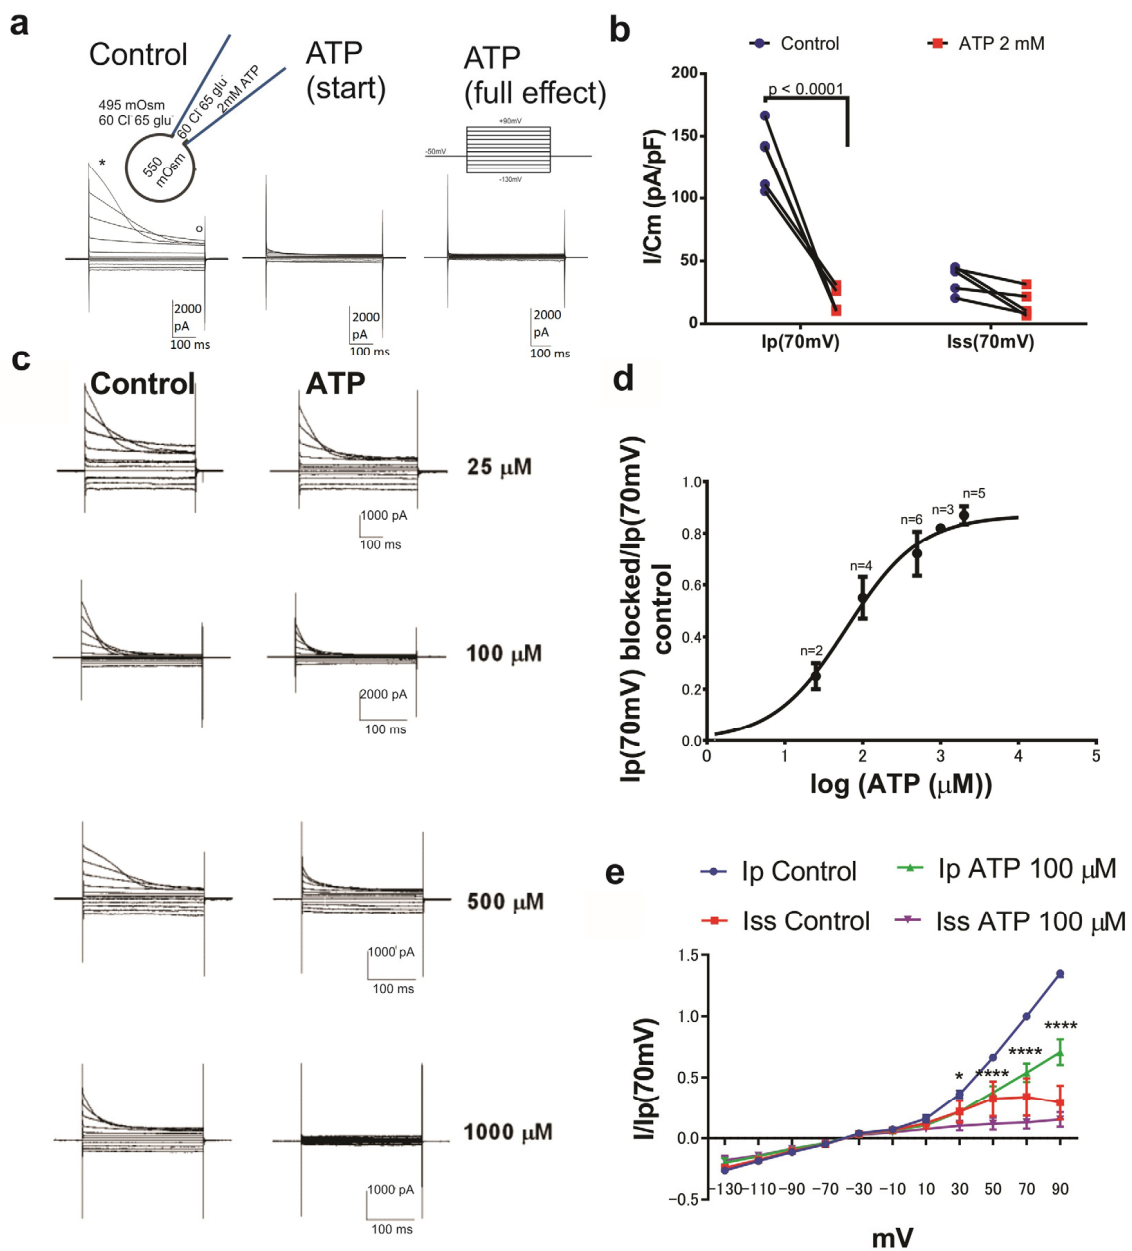 a
Control
ATP
(start)
ATP
(full effect)
495 mOsm
60 Cl⁻ 65 glu⁻
60 Cl⁻ 65 glu⁻
2mM ATP
550
mOsm
*
o
+90mV
-50mV
-130mV
2000
pA
100 ms
2000
pA
100 ms
2000
pA
100 ms
b
Control
ATP 2 mM
p < 0.0001
200
150
100
50
0
I/Cm (pA/pF)
Ip(70mV)
Iss(70mV)
c
Control
ATP
25 μM
1000 pA
100 ms
100 μM
2000 pA
100 ms
500 μM
1000 pA
100 ms
1000 μM
1000 pA
100 ms
d
Ip(70mV) blocked/Ip(70mV)
control
1.0
0.8
0.6
0.4
0.2
0.0
n=2
n=4
n=6
n=3
n=5
0 1 2 3 4 5
log (ATP (μM))
e
Ip Control
Ip ATP 100 μM
Iss Control
Iss ATP 100 μM
I/Ip(70mV)
1.5
1.0
0.5
0.0
−0.5
*
****
****
****
−130 −110 −90 −70 −30 −10 10 30 50 70 90
mV